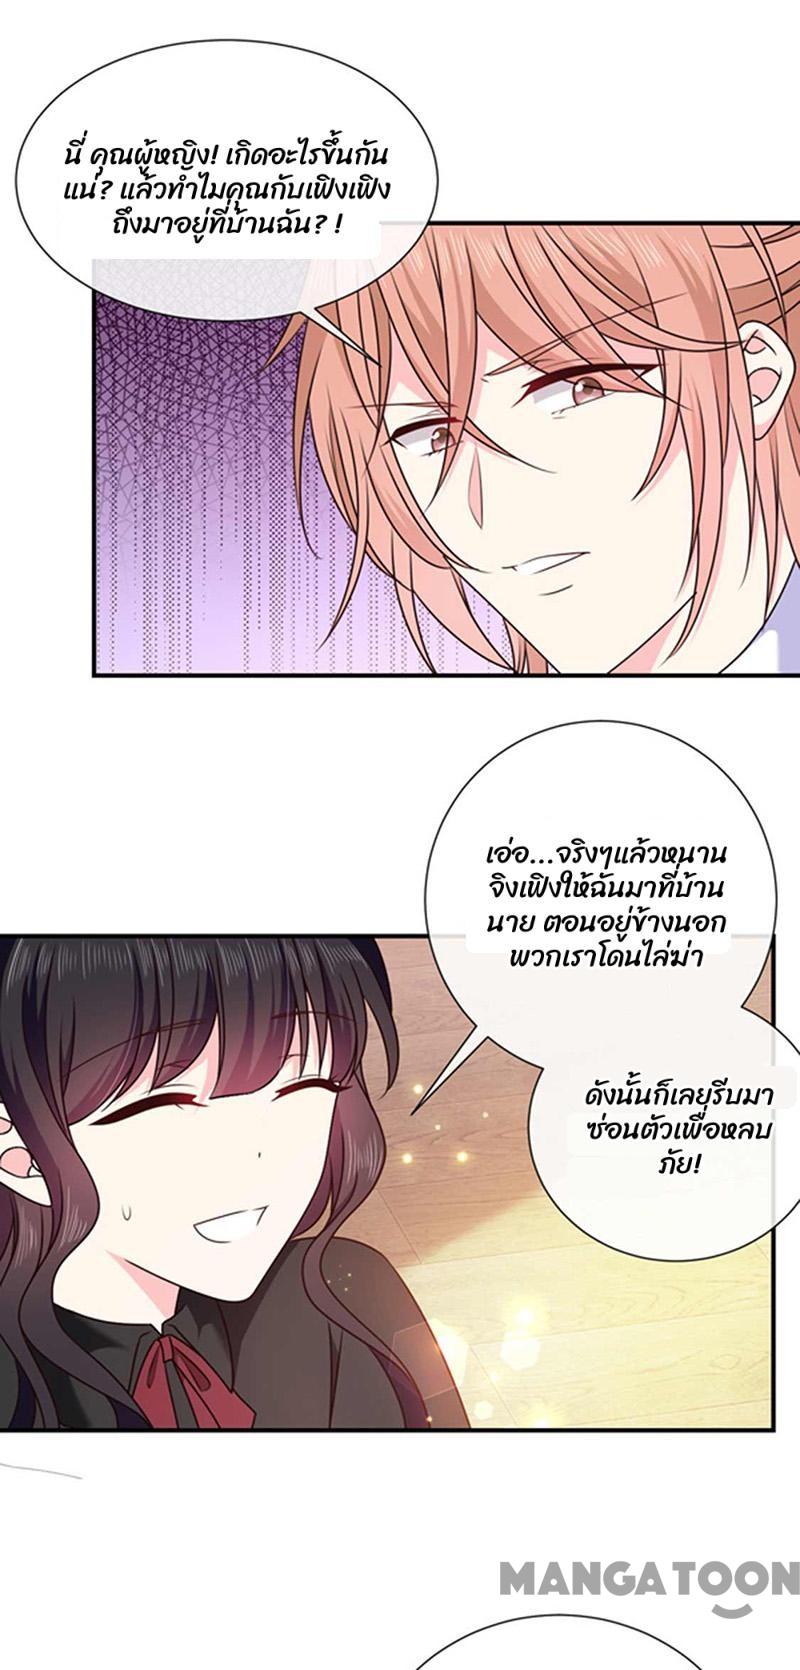 นี่ คุณผู้หญิง! เกิดอะไรขึ้นกัน
แน่? แล้วทำไมคุณกับเฟิงเฟิง
ถึงมาอยู่ที่บ้านฉัน?!
เอ่อ...จริงๆแล้วหนาน
จิงเฟิงให้ฉันมาที่บ้าน
นาย ตอนอยู่ข้างนอก
พวกเราโดนไล่ฆ่า
ดังนั้นก็เลยรีบมา
ซ่อนตัวเพื่อหลบ
ภัย!
MANGATOON